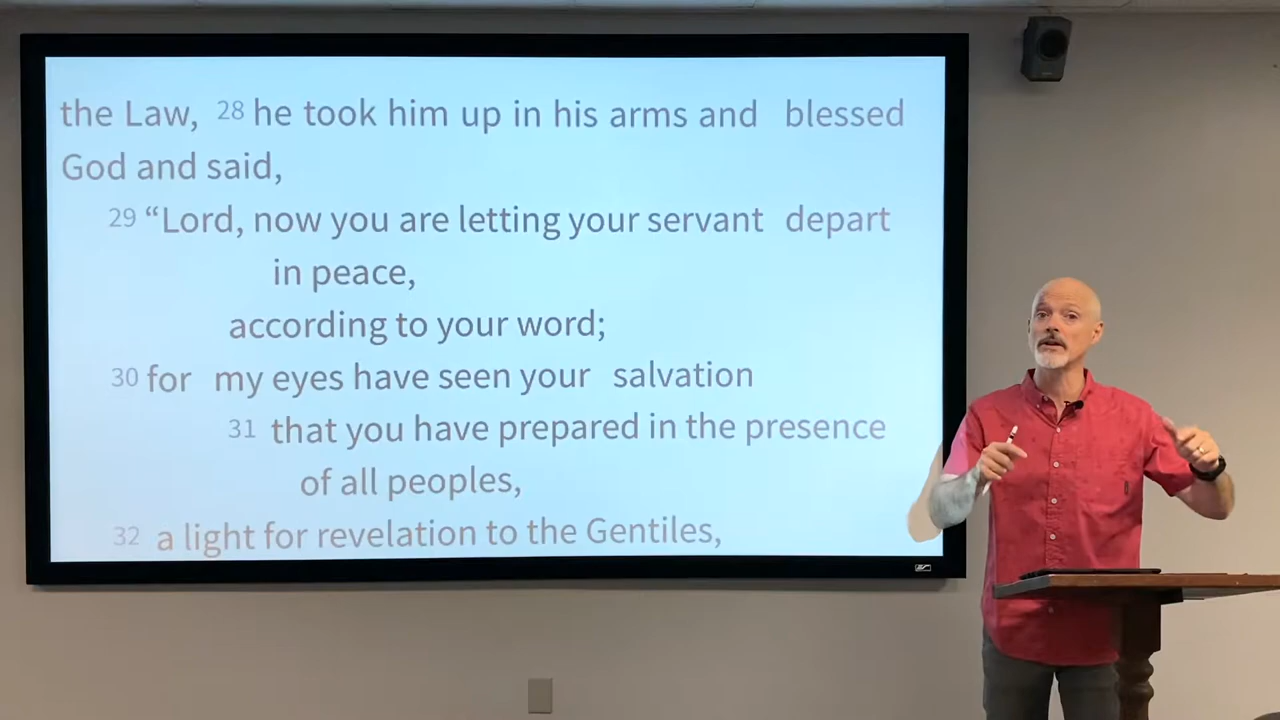 the Law, 28 he took him up in his arms and blessed
God and said,
29 “Lord, now you are letting your servant depart
in peace,
according to your word;
30 for my eyes have seen your salvation
31 that you have prepared in the presence
of all peoples,
32 a light for revelation to the Gentiles,